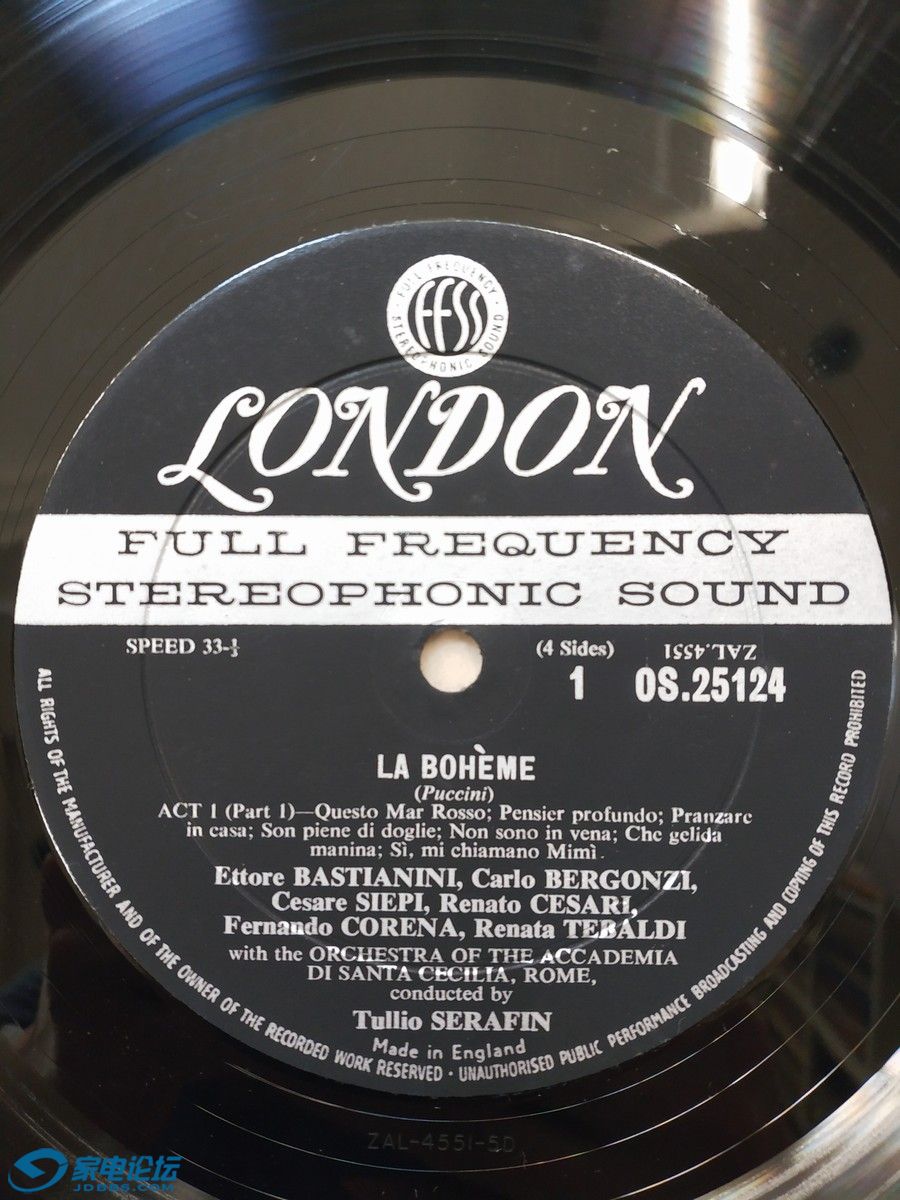 FULL FREQUENCY
STEREOPHONIC SOUND
FFSS
LONDON
FULL FREQUENCY
STEREOPHONIC SOUND
SPEED 33-⅓
(4 Sides)
ZAL.4551
1 OS.25124
LA BOHÈME
(Puccini)
ACT 1 (Part 1)—Questo Mar Rosso; Pensier profundo; Pranzare
in casa; Son piene di doglie; Non sono in vena; Che gelida
manina; Sì, mi chiamano Mimì.
Ettore BASTIANINI, Carlo BERGONZI,
Cesare SIEPI, Renato CESARI,
Fernando CORENA, Renata TEBALDI
with the ORCHESTRA OF THE ACCADEMIA
DI SANTA CECILIA, ROME,
conducted by
Tullio SERAFIN
Made in England
ALL RIGHTS OF THE MANUFACTURER AND OF THE OWNER OF THE RECORDED WORK RESERVED · UNAUTHORISED PUBLIC PERFORMANCE BROADCASTING AND COPYING OF THIS RECORD PROHIBITED
ZAL-4551-5D
家电论坛
JDBBS.COM